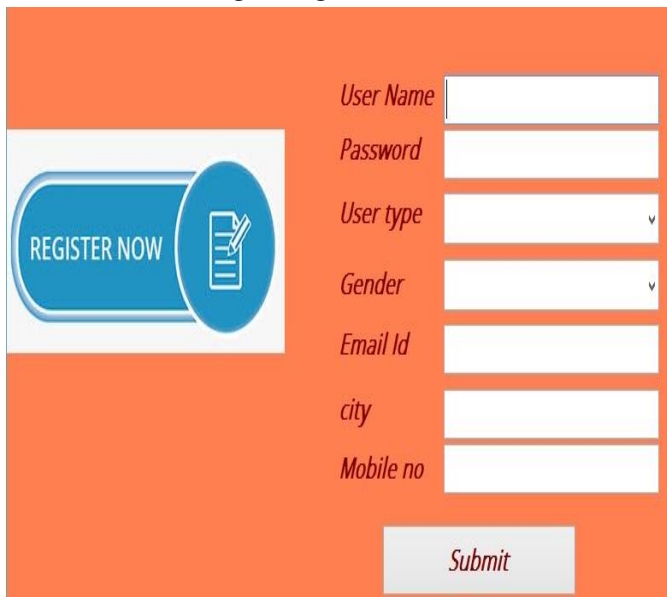 User Name
Password
User type
REGISTER NOW
Gender
Email Id
city
Mobile no
Submit